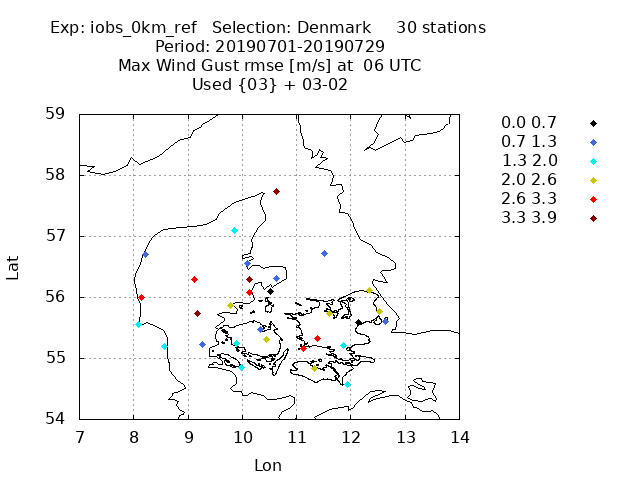 Exp: iobs_0km_ref Selection: Denmark 30 stations
Period: 20190701-20190729
Max Wind Gust rmse [m/s] at 06 UTC
Used {03} + 03-02
0.0 0.7
0.7 1.3
1.3 2.0
2.0 2.6
2.6 3.3
3.3 3.9
59
58
57
56
55
54
Lat
7 8 9 10 11 12 13 14
Lon